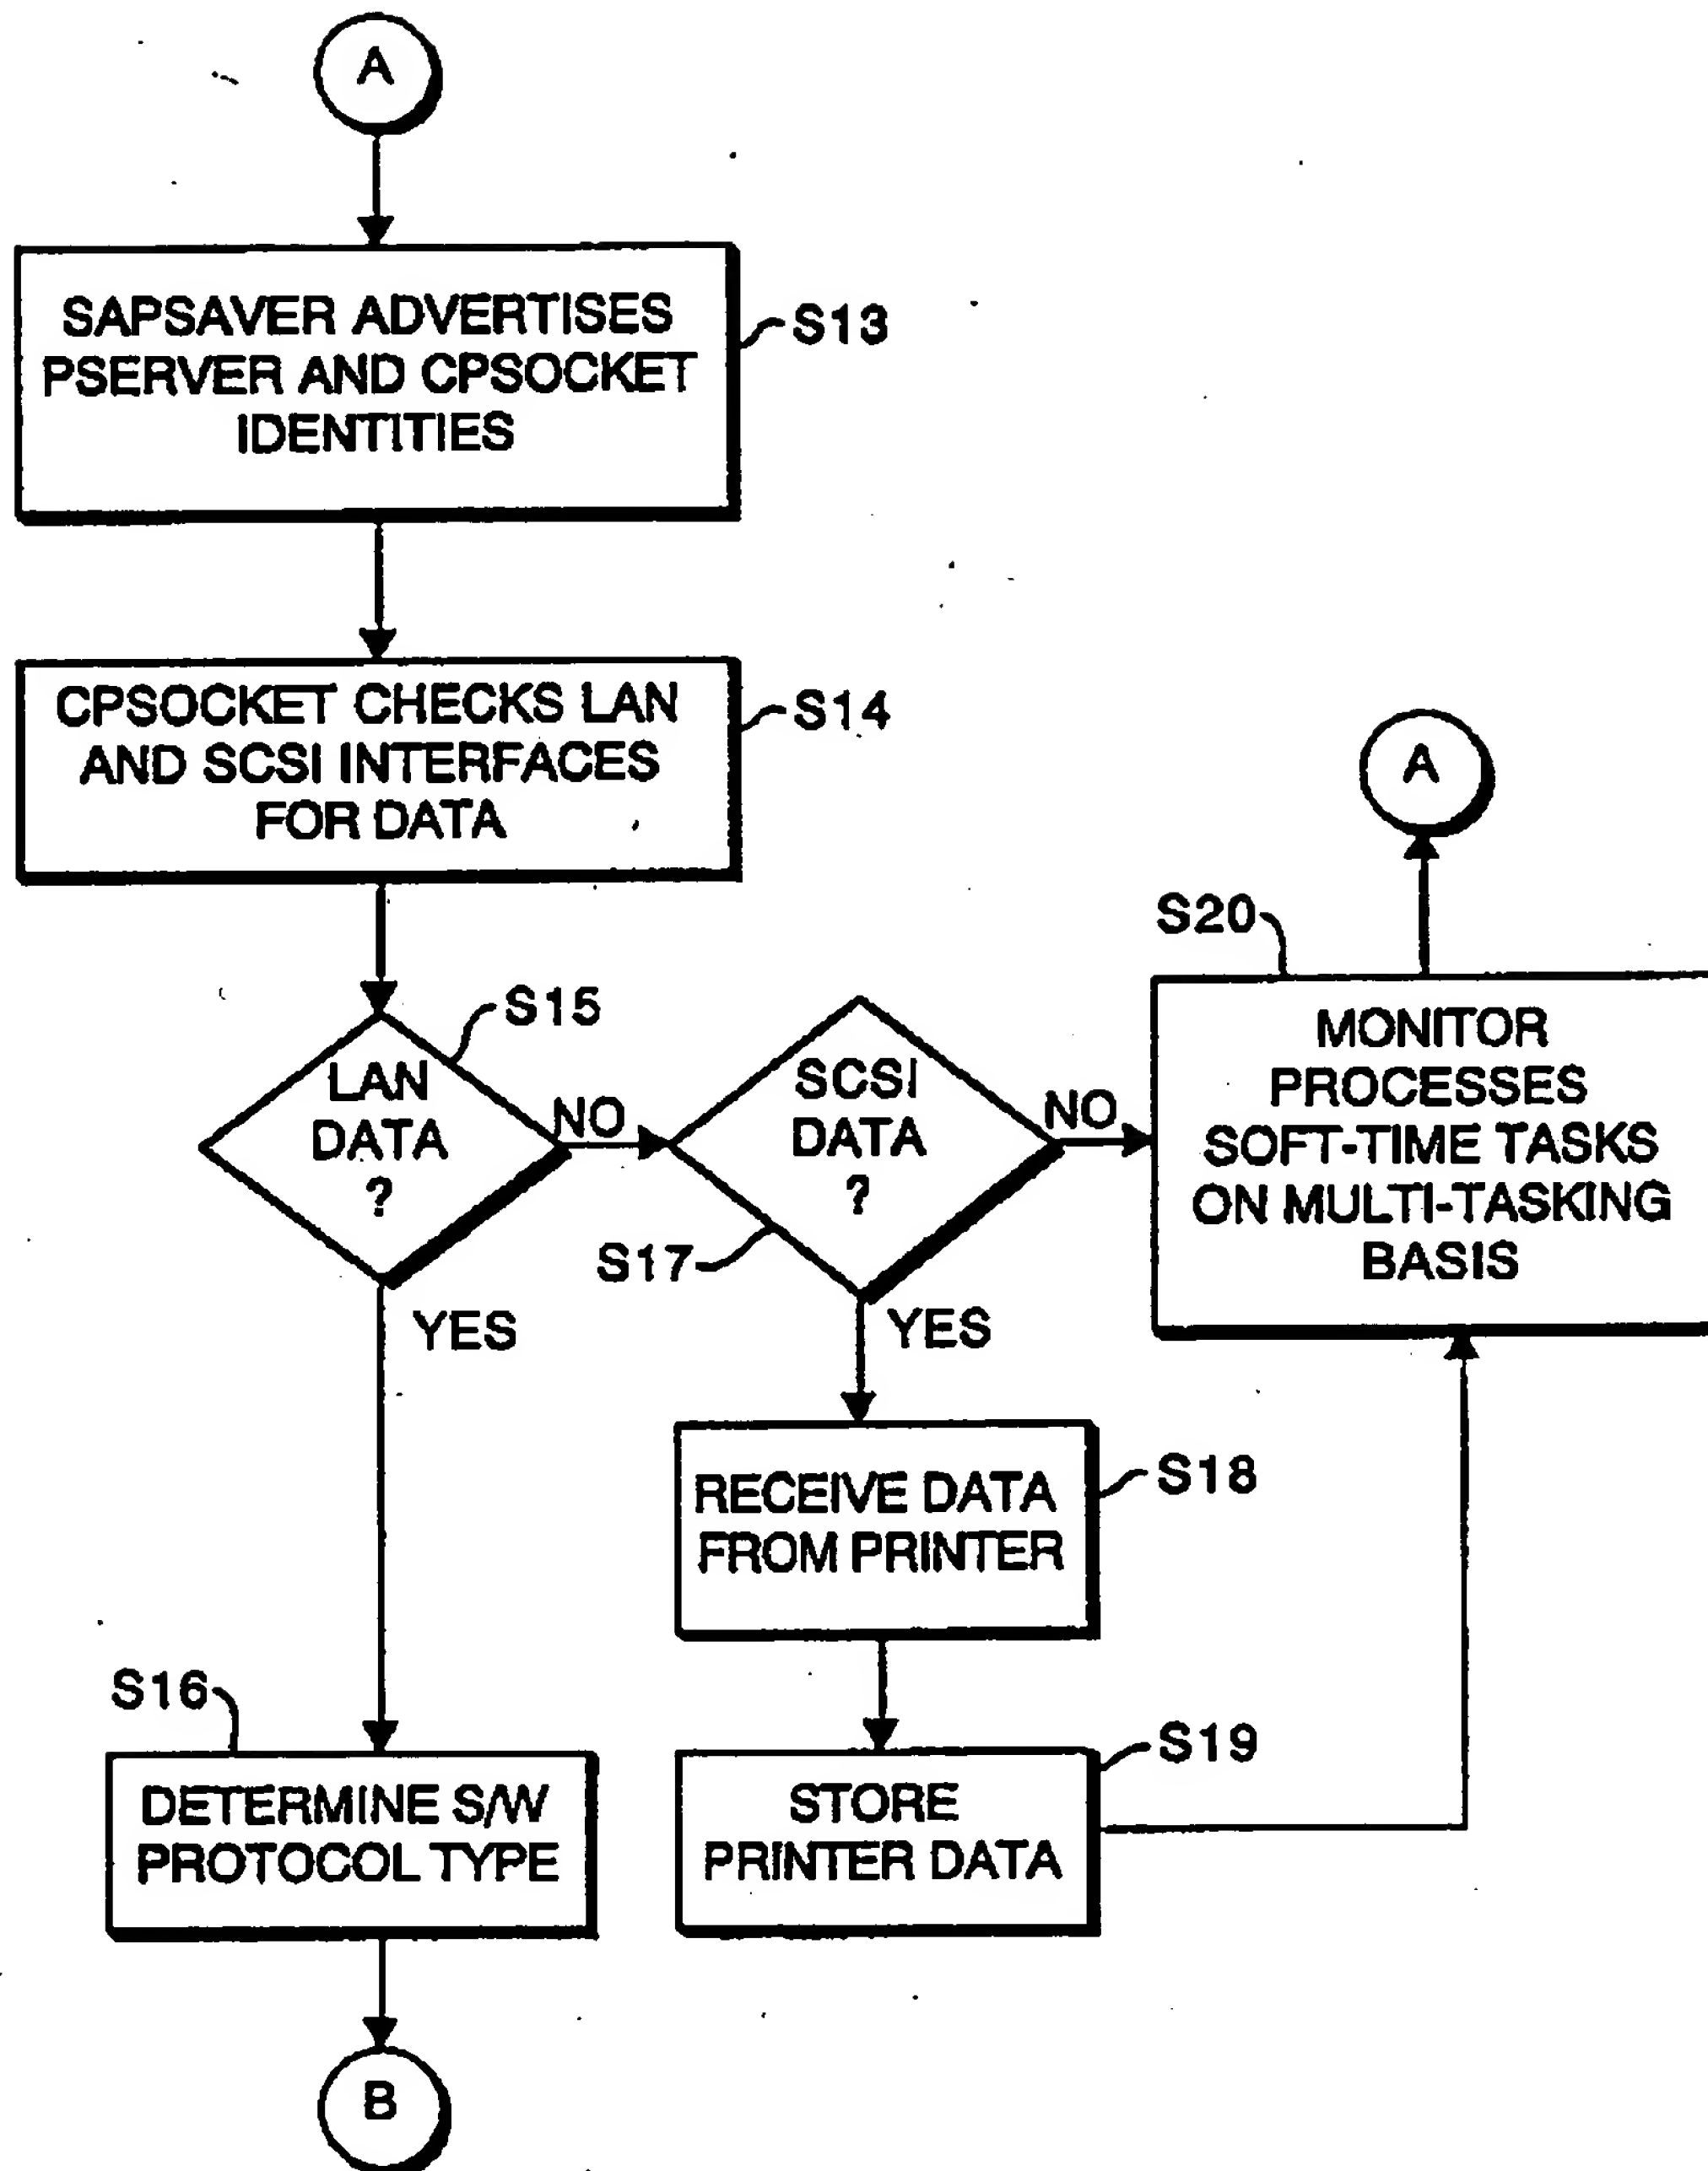 A
SAPSAVER ADVERTISES
PSERVER AND CPSOCKET
IDENTITIES
S13
CPSOCKET CHECKS LAN
AND SCSI INTERFACES
FOR DATA
S14
A
S20
MONITOR
PROCESSES
SOFT-TIME TASKS
ON MULTI-TASKING
BASIS
S15
LAN
DATA
?
NO
YES
SCSI
DATA
?
S17
NO
YES
RECEIVE DATA
FROM PRINTER
S18
S16
DETERMINE S/W
PROTOCOL TYPE
STORE
PRINTER DATA
S19
B